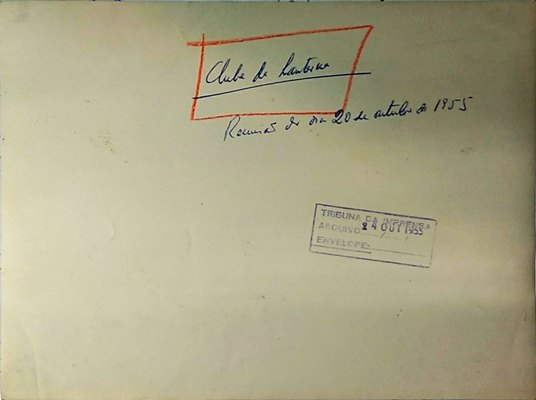 Clube da Lanterna
Reunião do dia 20 de outubro de 1955
TRIBUNA DA IMPRENSA
ARQUIVO 24 OUT 1955
ENVELOPE: